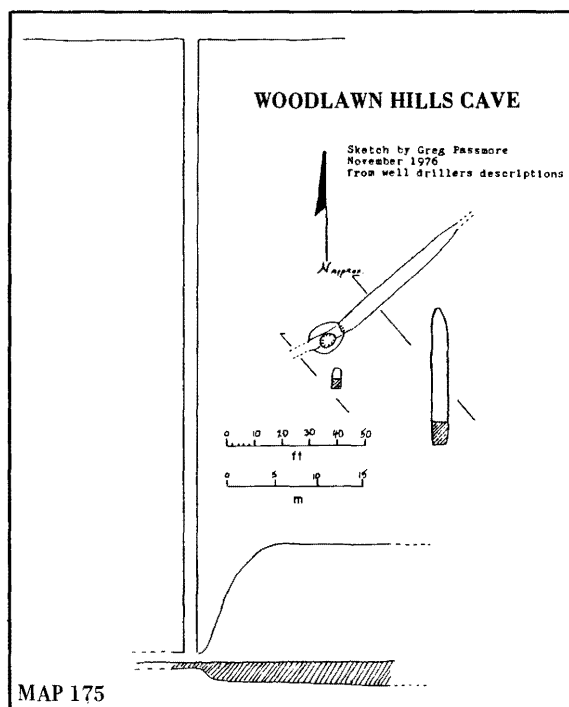 WOODLAWN HILLS CAVE
Sketch by Greg Passmore
November 1976
from well drillers descriptions
N approx.
0 10 20 30 40 50
ft
0 5 10 15
m
MAP 175